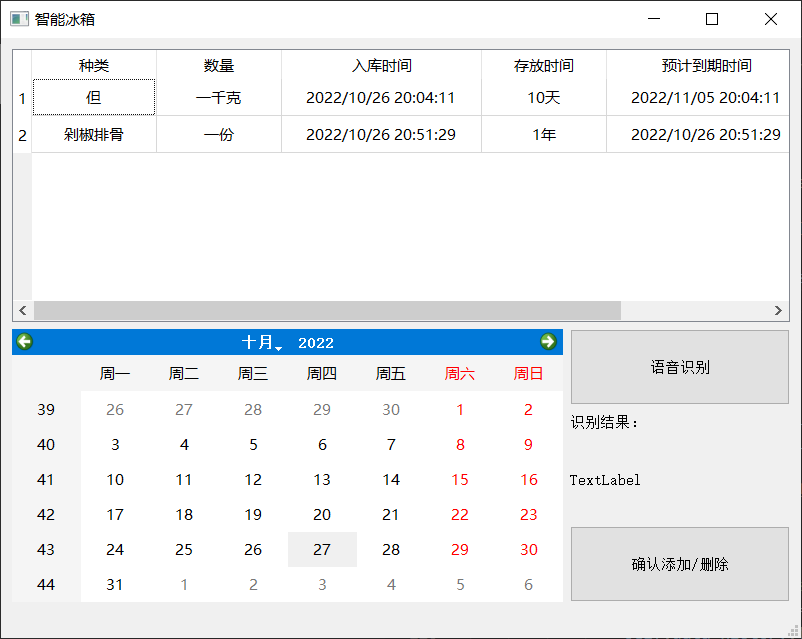 智能冰箱
种类 数量 入库时间 存放时间 预计到期时间
1 但 一千克 2022/10/26 20:04:11 10天 2022/11/05 20:04:11
2 剁椒排骨 一份 2022/10/26 20:51:29 1年 2022/10/26 20:51:29
十月 2022
周一 周二 周三 周四 周五 周六 周日
39 26 27 28 29 30 1 2
40 3 4 5 6 7 8 9
41 10 11 12 13 14 15 16
42 17 18 19 20 21 22 23
43 24 25 26 27 28 29 30
44 31 1 2 3 4 5 6
语音识别
识别结果：
TextLabel
确认添加/删除